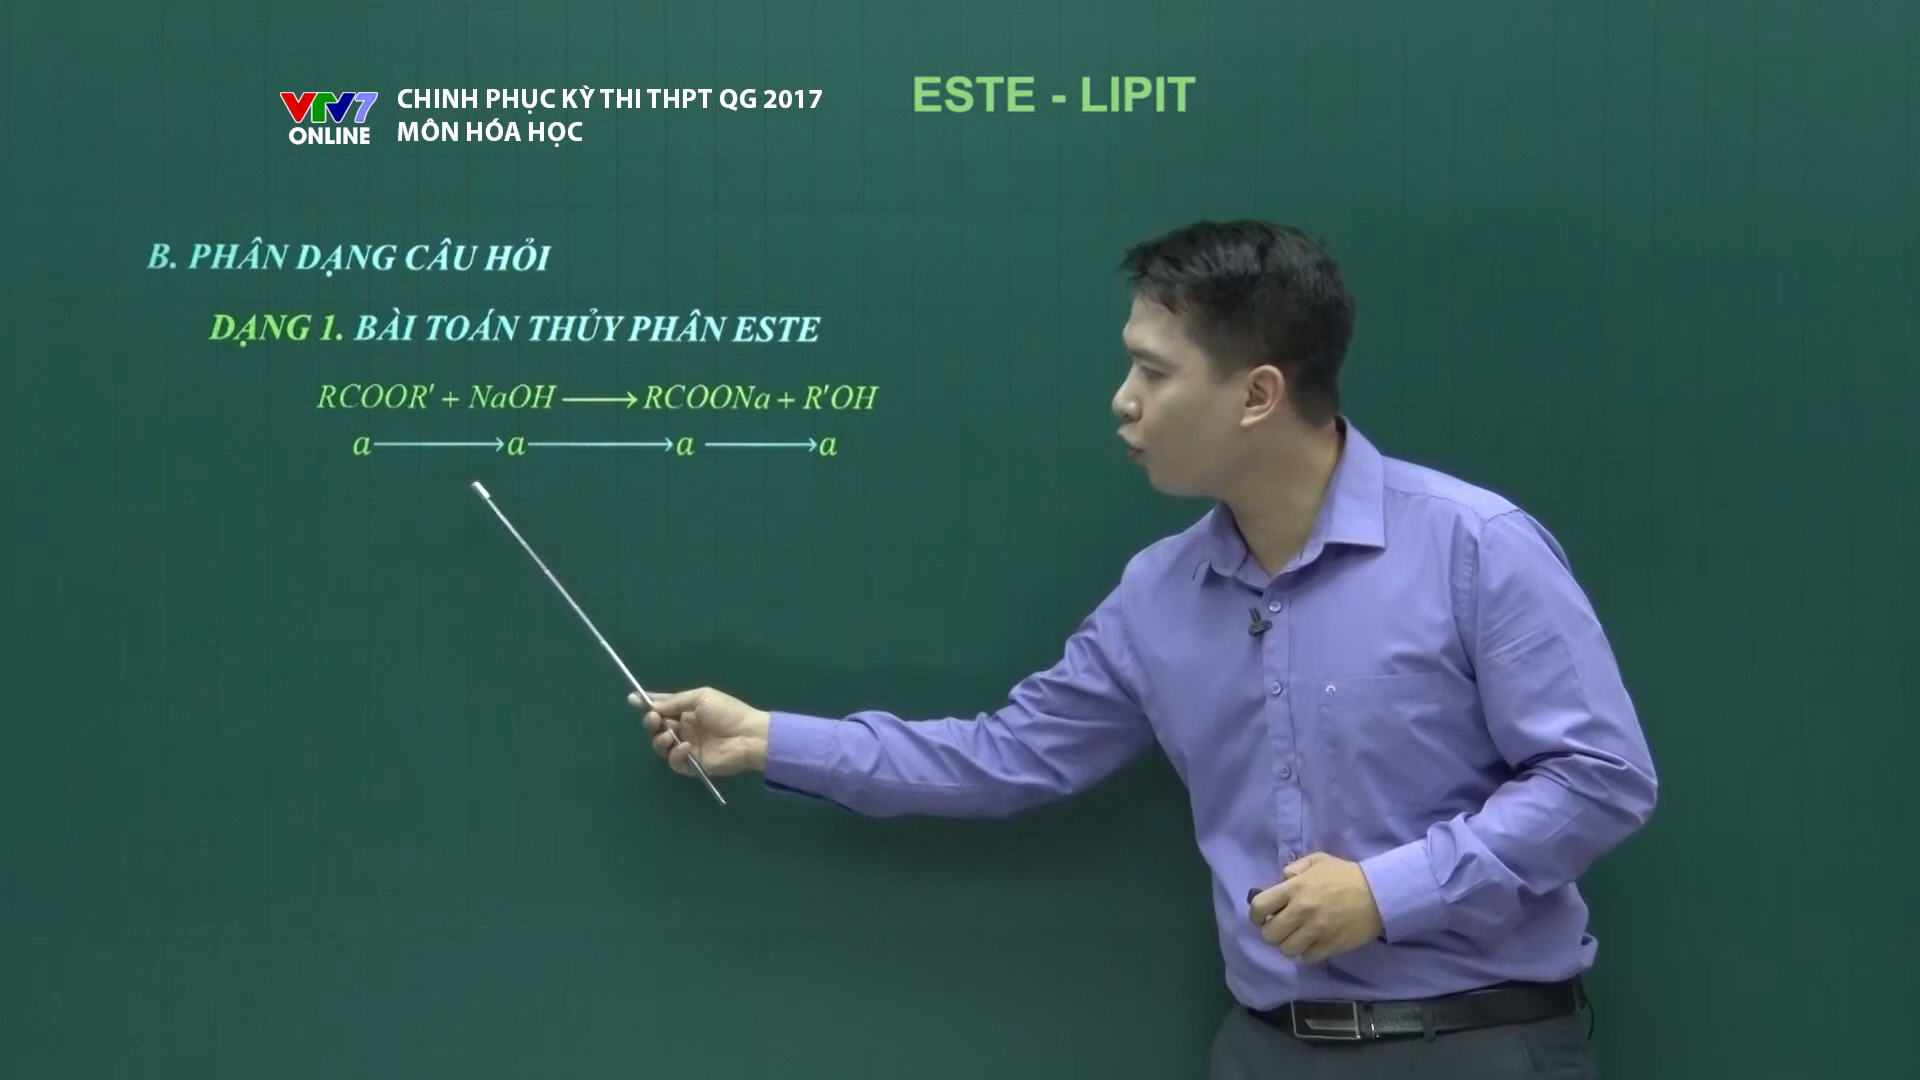 VTV7
ONLINE
CHINH PHỤC KỲ THI THPT QG 2017
MÔN HÓA HỌC
ESTE - LIPIT
B. PHÂN DẠNG CÂU HỎI
DẠNG 1. BÀI TOÁN THỦY PHÂN ESTE
RCOOR' + NaOH ⟶ RCOONa + R'OH
a ⟶ a ⟶ a ⟶ a